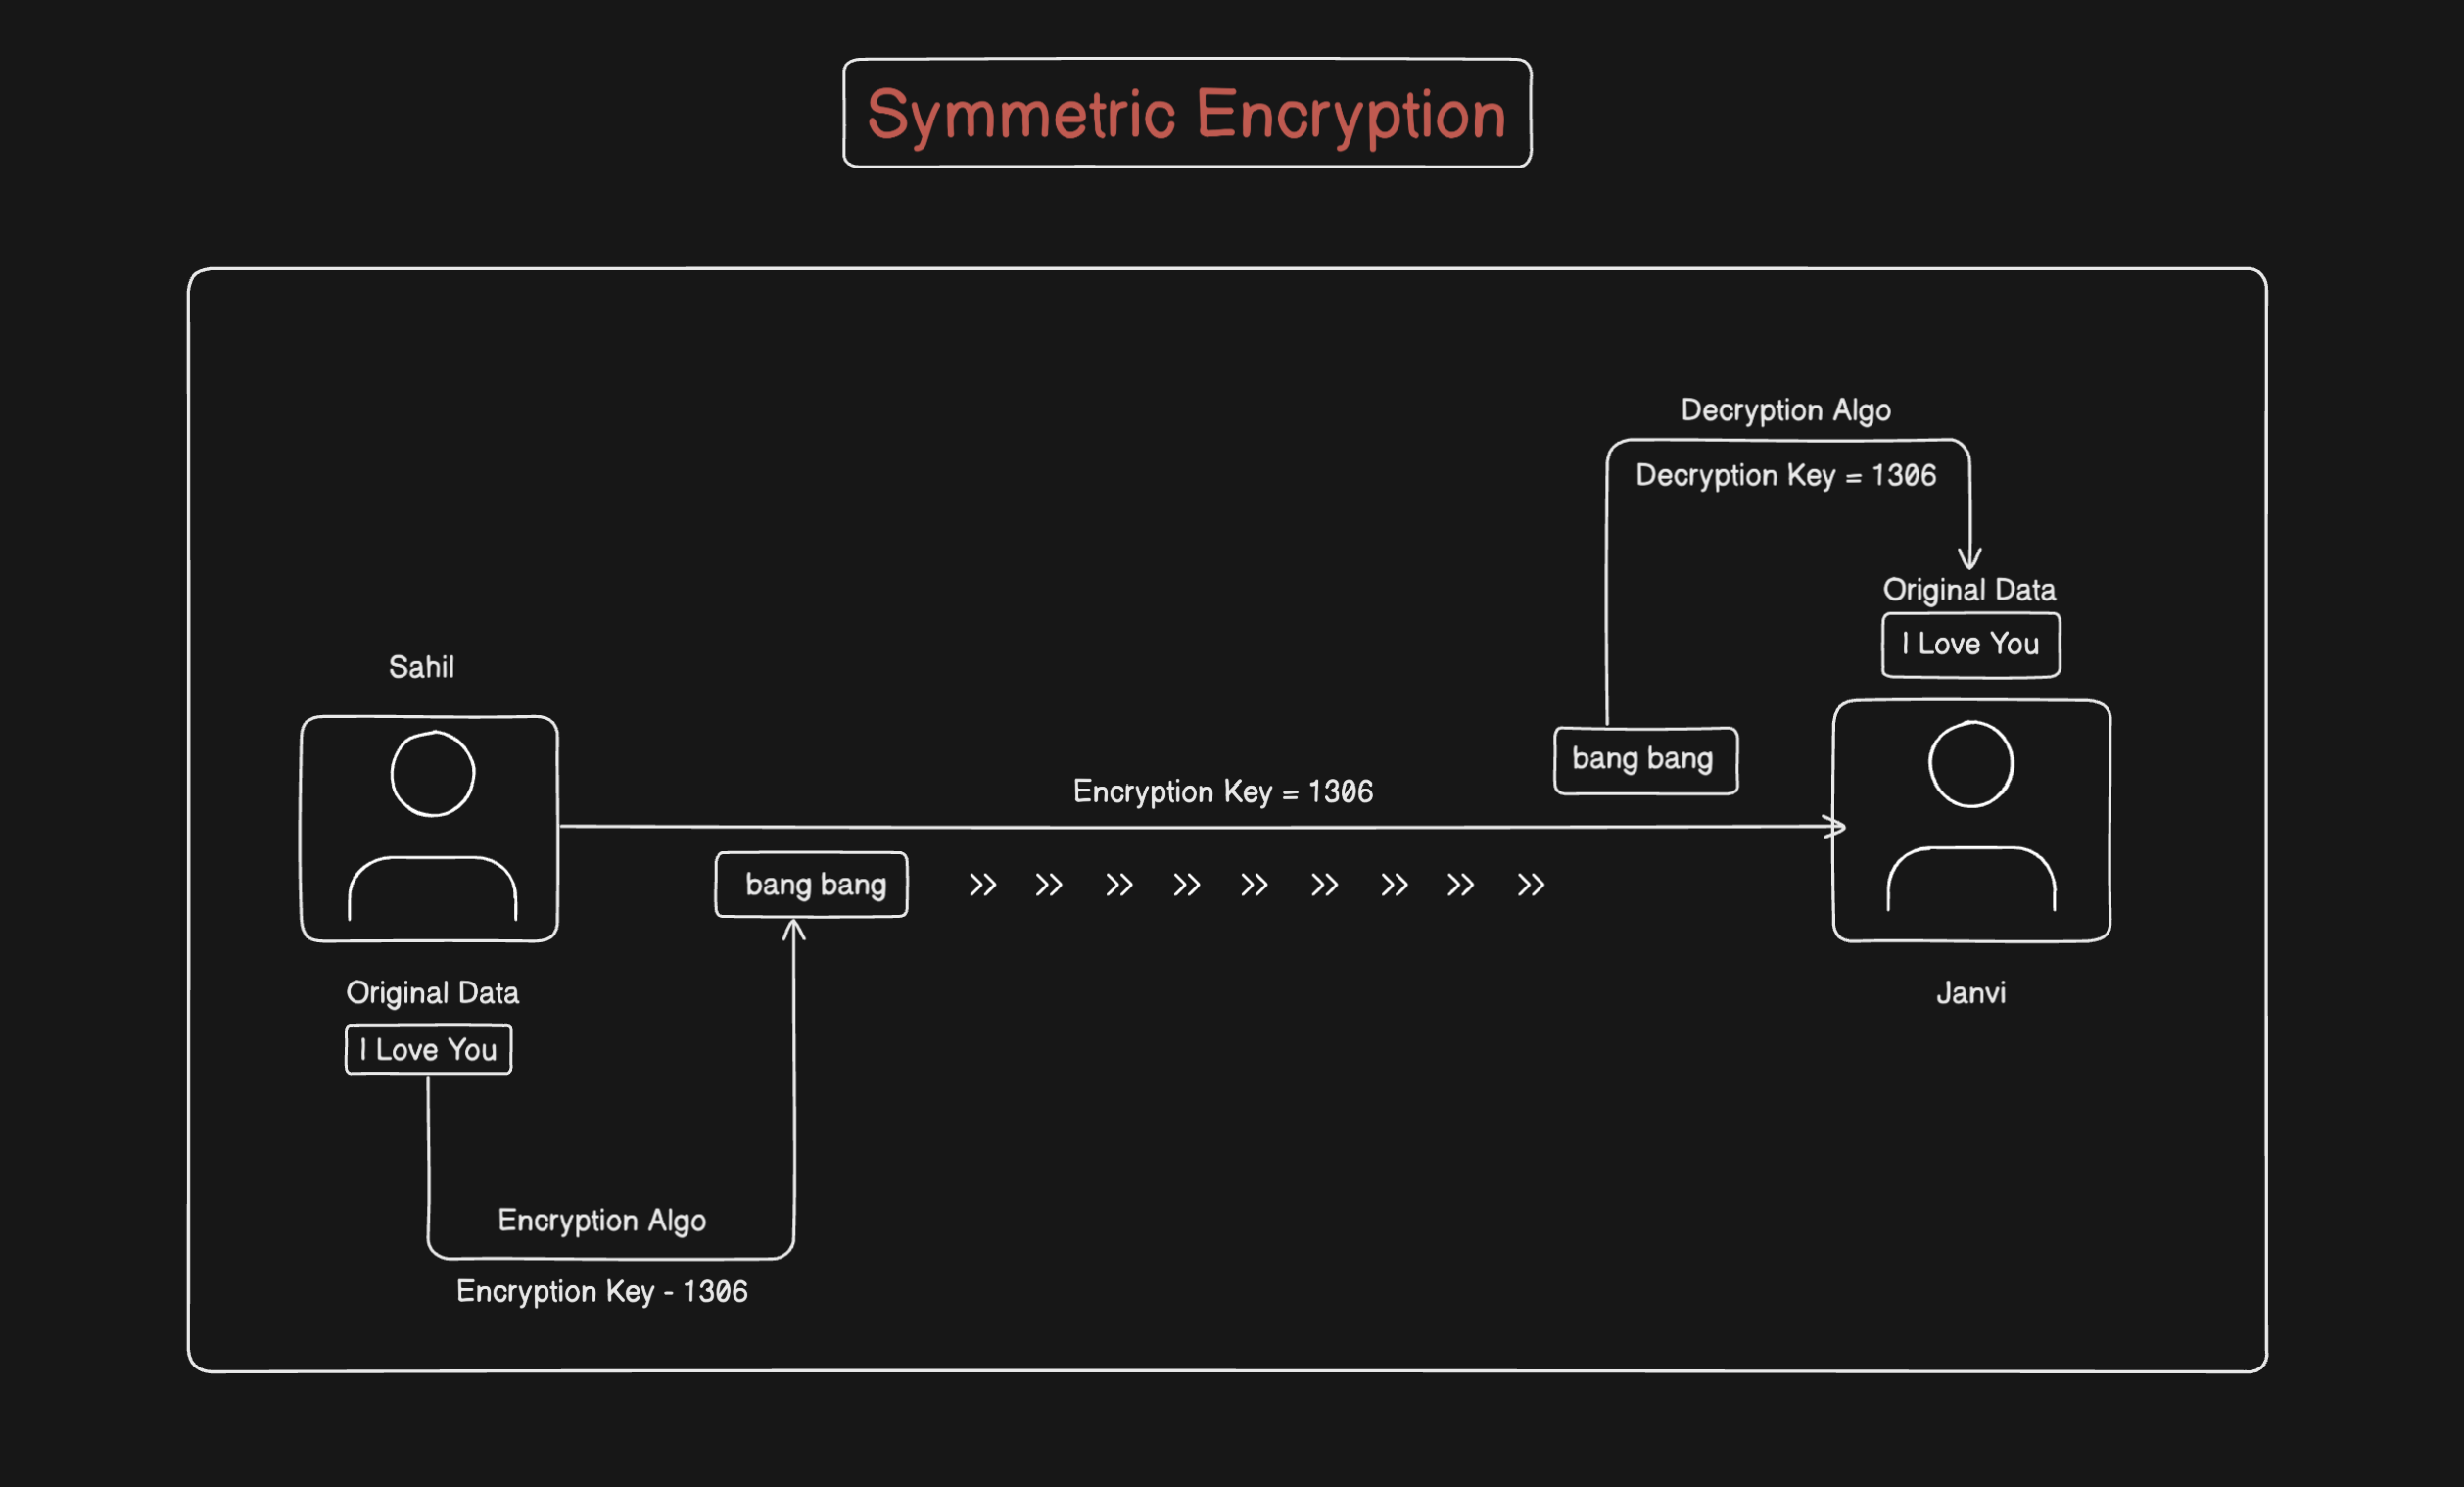 Symmetric Encryption
Decryption Algo
Decryption Key = 1306
Original Data
I Love You
Sahil
bang bang
Encryption Key = 1306
bang bang
>> >> >> >> >> >> >> >> >>
Original Data
Janvi
I Love You
Encryption Algo
Encryption Key - 1306